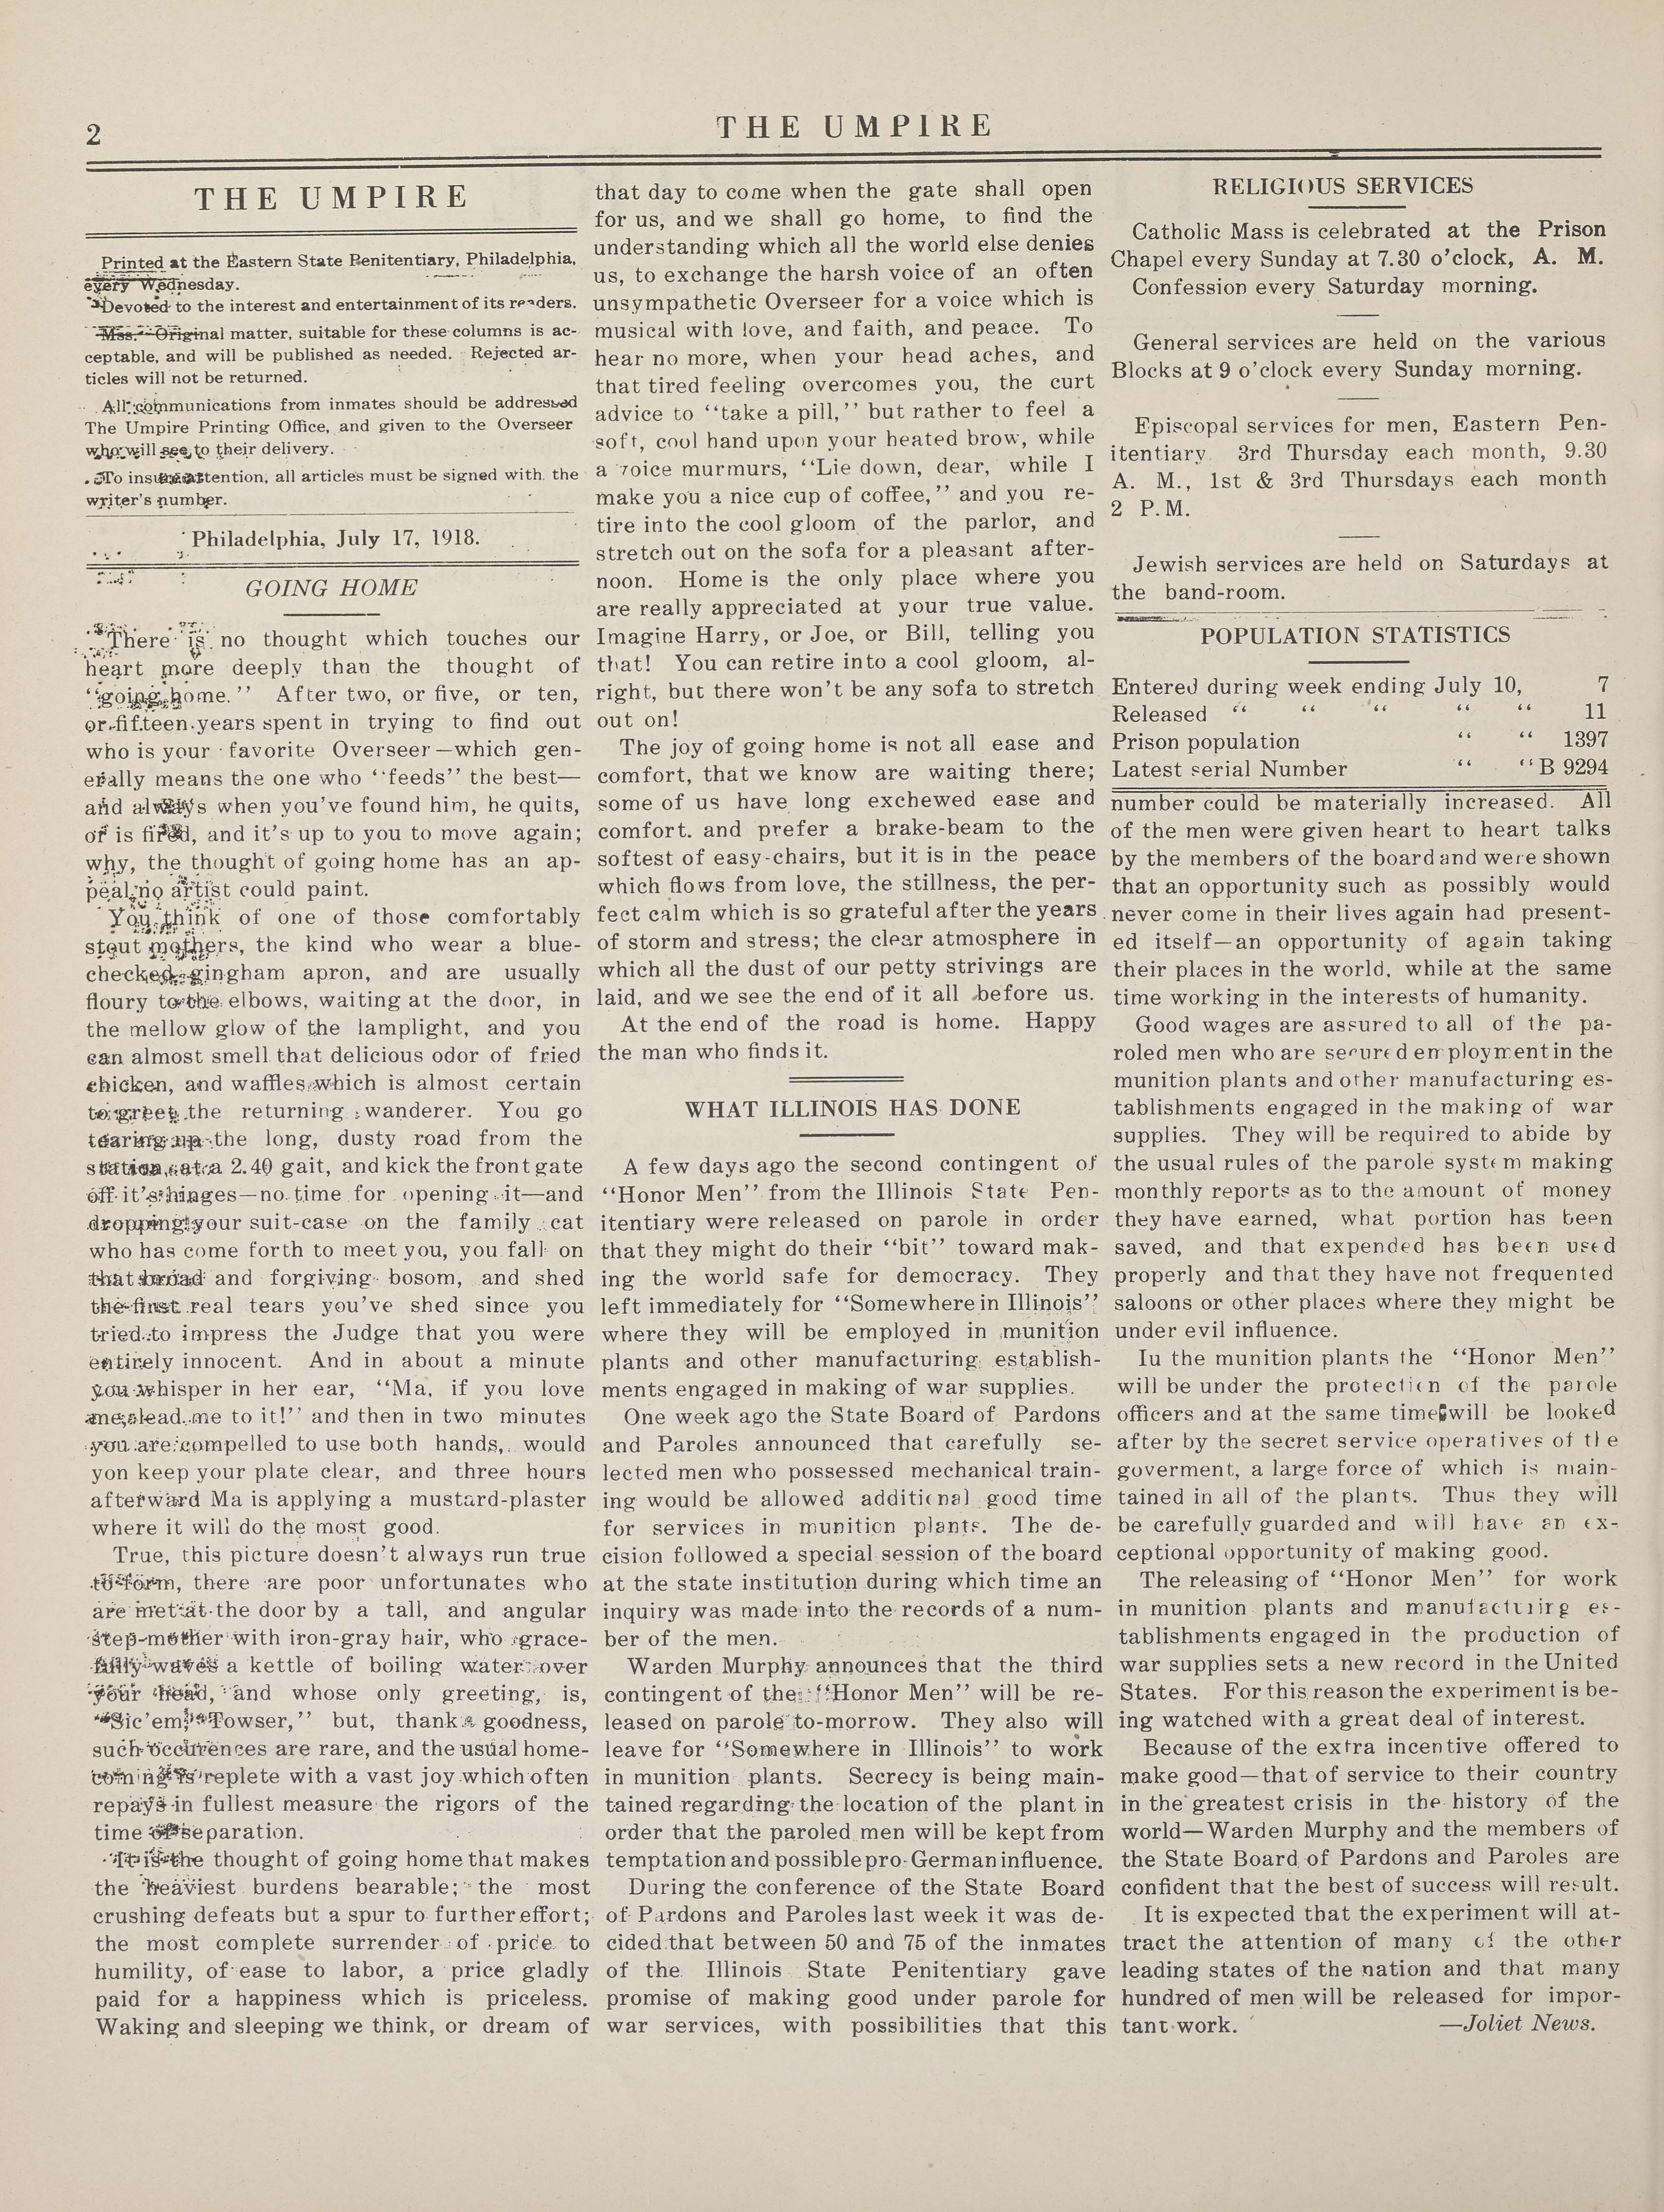 2
THE UMPIRE
THE UMPIRE
Printed at the Eastern State Penitentiary, Philadelphia,
every Wednesday.
Devoted to the interest and entertainment of its readers.
Mss. Original matter, suitable for these columns is ac-
ceptable, and will be published as needed. Rejected ar-
ticles will not be returned.
All communications from inmates should be addressed
The Umpire Printing Office, and given to the Overseer
who will see to their delivery.
To insure attention, all articles must be signed with the
writer's number.
Philadelphia, July 17, 1918.
GOING HOME
There is no thought which touches our
heart more deeply than the thought of
"going home." After two, or five, or ten,
or fifteen years spent in trying to find out
who is your favorite Overseer—which gen-
erally means the one who "feeds" the best—
and always when you've found him, he quits,
or is fired, and it's up to you to move again;
why, the thought of going home has an ap-
peal no artist could paint.
You think of one of those comfortably
stout mothers, the kind who wear a blue-
checked gingham apron, and are usually
floury to the elbows, waiting at the door, in
the mellow glow of the lamplight, and you
can almost smell that delicious odor of fried
chicken, and waffles which is almost certain
to greet the returning wanderer. You go
tearing up the long, dusty road from the
station, at a 2.40 gait, and kick the front gate
off it's hinges—no time for opening it—and
dropping your suit-case on the family cat
who has come forth to meet you, you fall on
that broad and forgiving bosom, and shed
the first real tears you've shed since you
tried to impress the Judge that you were
entirely innocent. And in about a minute
you whisper in her ear, "Ma, if you love
me, lead me to it!" and then in two minutes
you are compelled to use both hands, would
yon keep your plate clear, and three hours
afterward Ma is applying a mustard-plaster
where it will do the most good.
True, this picture doesn't always run true
to form, there are poor unfortunates who
are met at the door by a tall, and angular
step-mother with iron-gray hair, who grace-
fully waves a kettle of boiling water over
your head, and whose only greeting, is,
"Sic'em, Towser," but, thank goodness,
such occurences are rare, and the usual home-
coming is replete with a vast joy which often
repays in fullest measure the rigors of the
time of separation.
It is the thought of going home that makes
the heaviest burdens bearable; the most
crushing defeats but a spur to further effort;
the most complete surrender of pride to
humility, of ease to labor, a price gladly
paid for a happiness which is priceless.
Waking and sleeping we think, or dream of
that day to come when the gate shall open
for us, and we shall go home, to find the
understanding which all the world else denies
us, to exchange the harsh voice of an often
unsympathetic Overseer for a voice which is
musical with love, and faith, and peace. To
hear no more, when your head aches, and
that tired feeling overcomes you, the curt
advice to "take a pill," but rather to feel a
soft, cool hand upon your heated brow, while
a voice murmurs, "Lie down, dear, while I
make you a nice cup of coffee," and you re-
tire into the cool gloom of the parlor, and
stretch out on the sofa for a pleasant after-
noon. Home is the only place where you
are really appreciated at your true value.
Imagine Harry, or Joe, or Bill, telling you
that! You can retire into a cool gloom, al-
right, but there won't be any sofa to stretch
out on!
The joy of going home is not all ease and
comfort, that we know are waiting there;
some of us have long exchewed ease and
comfort. and prefer a brake-beam to the
softest of easy-chairs, but it is in the peace
which flows from love, the stillness, the per-
fect calm which is so grateful after the years
of storm and stress; the clear atmosphere in
which all the dust of our petty strivings are
laid, and we see the end of it all before us.
At the end of the road is home. Happy
the man who finds it.
WHAT ILLINOIS HAS DONE
A few days ago the second contingent of
"Honor Men" from the Illinois State Pen-
itentiary were released on parole in order
that they might do their "bit" toward mak-
ing the world safe for democracy. They
left immediately for "Somewhere in Illinois"
where they will be employed in munition
plants and other manufacturing establish-
ments engaged in making of war supplies.
One week ago the State Board of Pardons
and Paroles announced that carefully se-
lected men who possessed mechanical train-
ing would be allowed additional good time
for services in munition plants. The de-
cision followed a special session of the board
at the state institution during which time an
inquiry was made into the records of a num-
ber of the men.
Warden Murphy announces that the third
contingent of the "Honor Men" will be re-
leased on parole to-morrow. They also will
leave for "Somewhere in Illinois" to work
in munition plants. Secrecy is being main-
tained regarding the location of the plant in
order that the paroled men will be kept from
temptation and possible pro-German influence.
During the conference of the State Board
of Pardons and Paroles last week it was de-
cided that between 50 and 75 of the inmates
of the Illinois State Penitentiary gave
promise of making good under parole for
war services, with possibilities that this
RELIGIOUS SERVICES
Catholic Mass is celebrated at the Prison
Chapel every Sunday at 7.30 o'clock, A. M.
Confession every Saturday morning.
General services are held on the various
Blocks at 9 o'clock every Sunday morning.
Episcopal services for men, Eastern Pen-
itentiary 3rd Thursday each month, 9.30
A. M., 1st & 3rd Thursdays each month
2 P.M.
Jewish services are held on Saturdays at
the band-room.
POPULATION STATISTICS
Entered during week ending July 10, 7
Released " " " " " 11
Prison population " " 1397
Latest serial Number " " B 9294
number could be materially increased. All
of the men were given heart to heart talks
by the members of the board and were shown
that an opportunity such as possibly would
never come in their lives again had present-
ed itself—an opportunity of again taking
their places in the world, while at the same
time working in the interests of humanity.
Good wages are assured to all of the pa-
roled men who are secured employment in the
munition plants and other manufacturing es-
tablishments engaged in the making of war
supplies. They will be required to abide by
the usual rules of the parole system making
monthly reports as to the amount of money
they have earned, what portion has been
saved, and that expended has been used
properly and that they have not frequented
saloons or other places where they might be
under evil influence.
Iu the munition plants the "Honor Men"
will be under the protection of the parole
officers and at the same time will be looked
after by the secret service operatives of the
goverment, a large force of which is main-
tained in all of the plants. Thus they will
be carefully guarded and will have an ex-
ceptional opportunity of making good.
The releasing of "Honor Men" for work
in munition plants and manufacturirg es-
tablishments engaged in the production of
war supplies sets a new record in the United
States. For this reason the experiment is be-
ing watched with a great deal of interest.
Because of the extra incentive offered to
make good—that of service to their country
in the greatest crisis in the history of the
world—Warden Murphy and the members of
the State Board of Pardons and Paroles are
confident that the best of success will result.
It is expected that the experiment will at-
tract the attention of many of the other
leading states of the nation and that many
hundred of men will be released for impor-
tant work. —Joliet News.